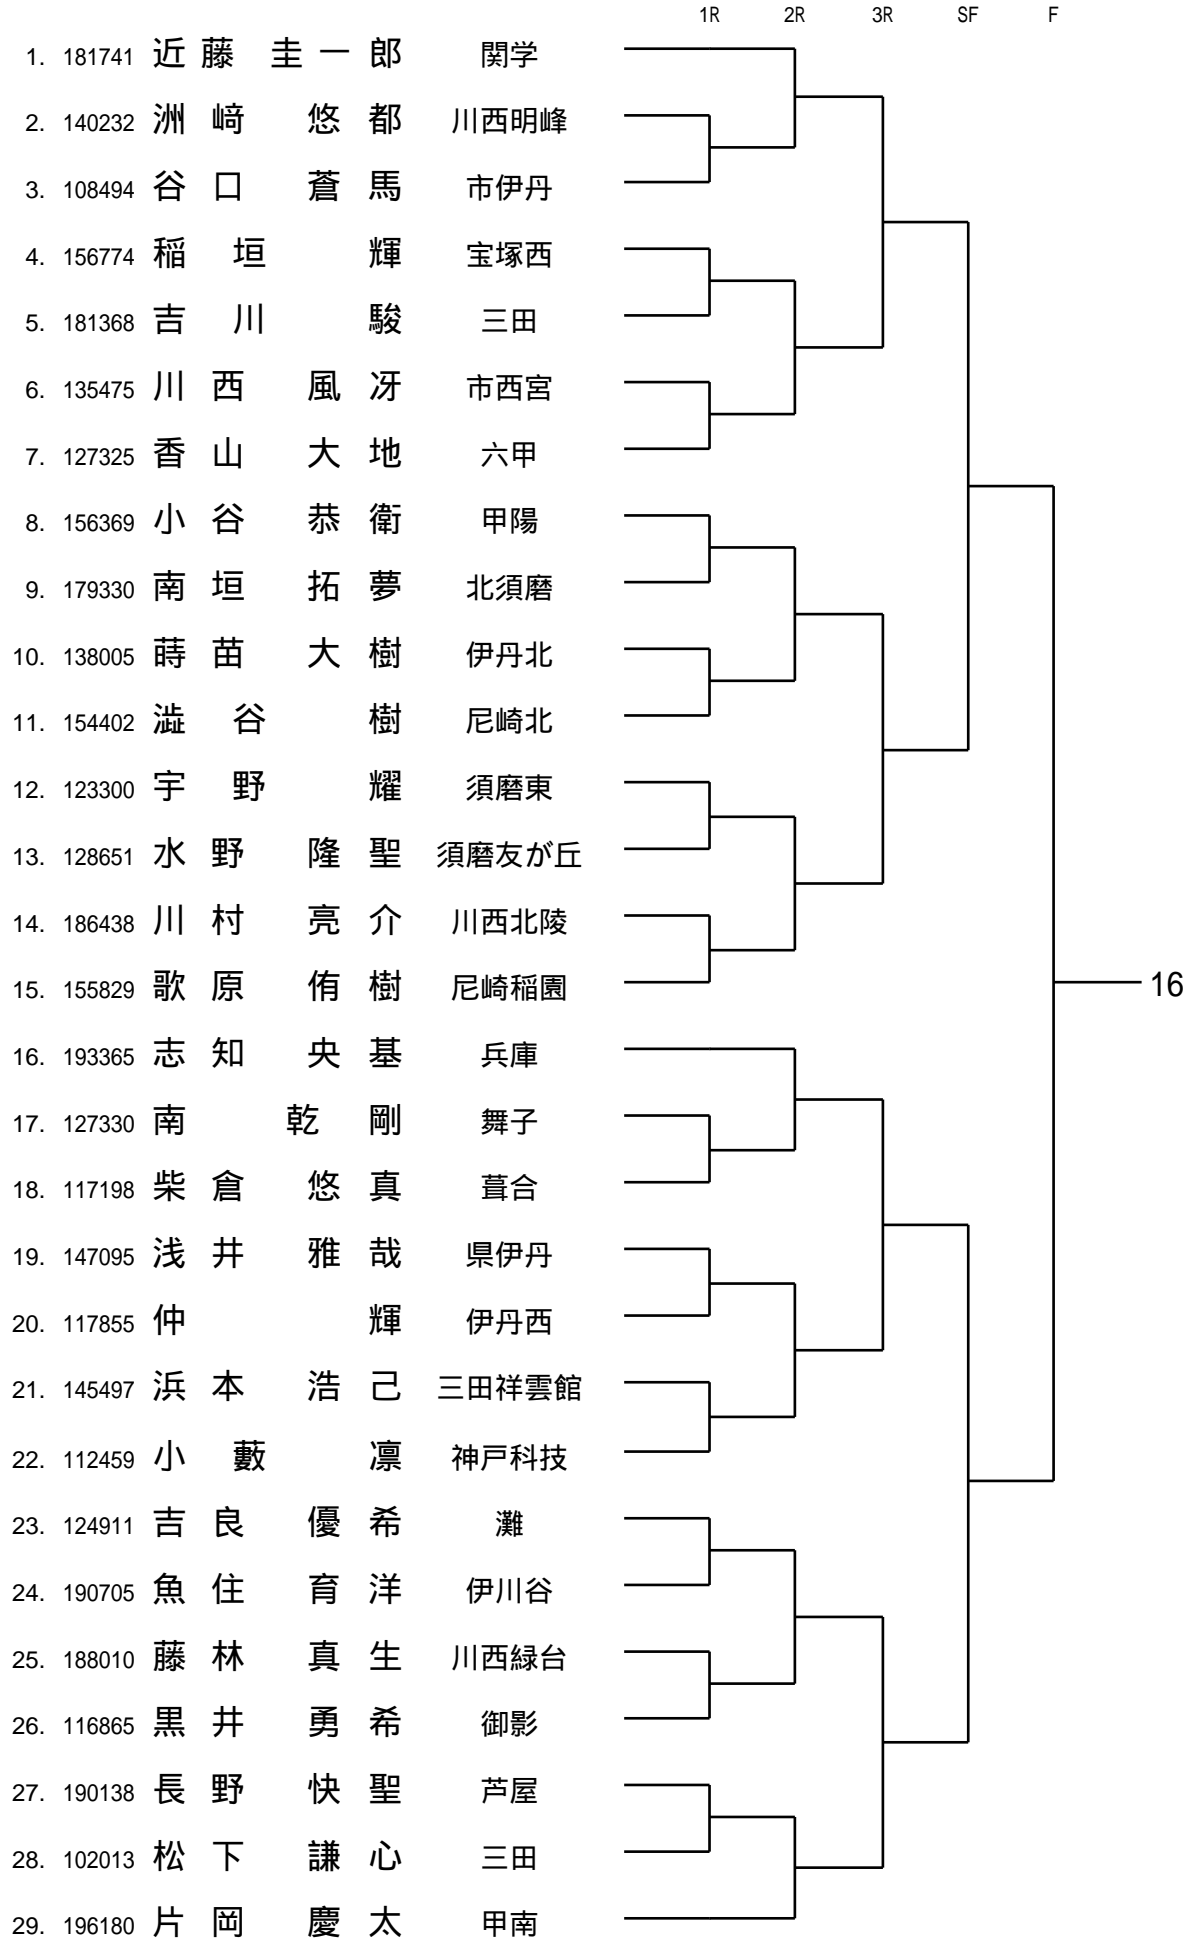 1R 2R 3R SF F
1. 181741 近藤 圭一郎 関学
2. 140232 洲﨑 悠都 川西明峰
3. 108494 谷口 蒼馬 市伊丹
4. 156774 稲垣 輝 宝塚西
5. 181368 吉川 駿 三田
6. 135475 川西 風冴 市西宮
7. 127325 香山 大地 六甲
8. 156369 小谷 恭衛 甲陽
9. 179330 南垣 拓夢 北須磨
10. 138005 蒔苗 大樹 伊丹北
11. 154402 澁谷 樹 尼崎北
12. 123300 宇野 耀 須磨東
13. 128651 水野 隆聖 須磨友が丘
14. 186438 川村 亮介 川西北陵
15. 155829 歌原 侑樹 尼崎稲園
16
16. 193365 志知 央基 兵庫
17. 127330 南 乾剛 舞子
18. 117198 柴倉 悠真 葺合
19. 147095 浅井 雅哉 県伊丹
20. 117855 仲 輝 伊丹西
21. 145497 浜本 浩己 三田祥雲館
22. 112459 小藪 凛 神戸科技
23. 124911 吉良 優希 灘
24. 190705 魚住 育洋 伊川谷
25. 188010 藤林 真生 川西緑台
26. 116865 黒井 勇希 御影
27. 190138 長野 快聖 芦屋
28. 102013 松下 謙心 三田
29. 196180 片岡 慶太 甲南